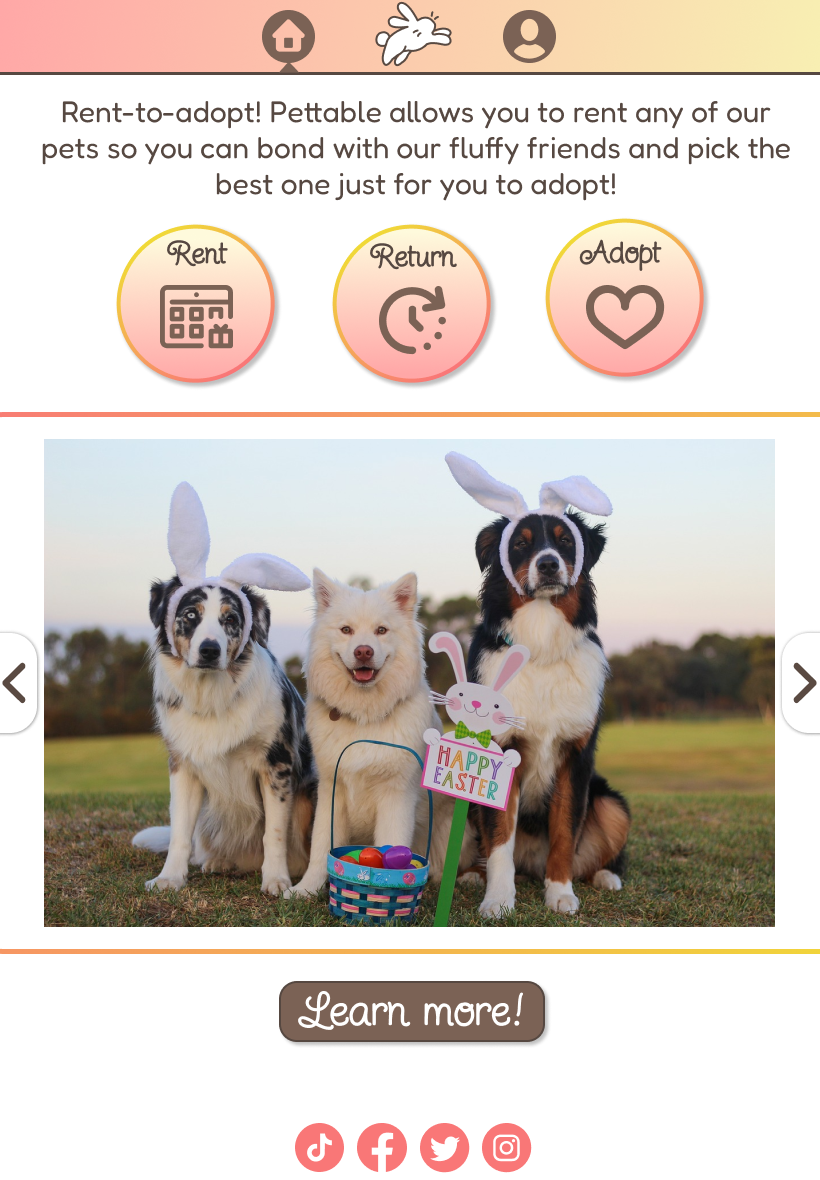 Rent-to-adopt! Pettable allows you to rent any of our
pets so you can bond with our fluffy friends and pick the
best one just for you to adopt!
Rent
Return
Adopt
HAPPY
EASTER
Learn more!